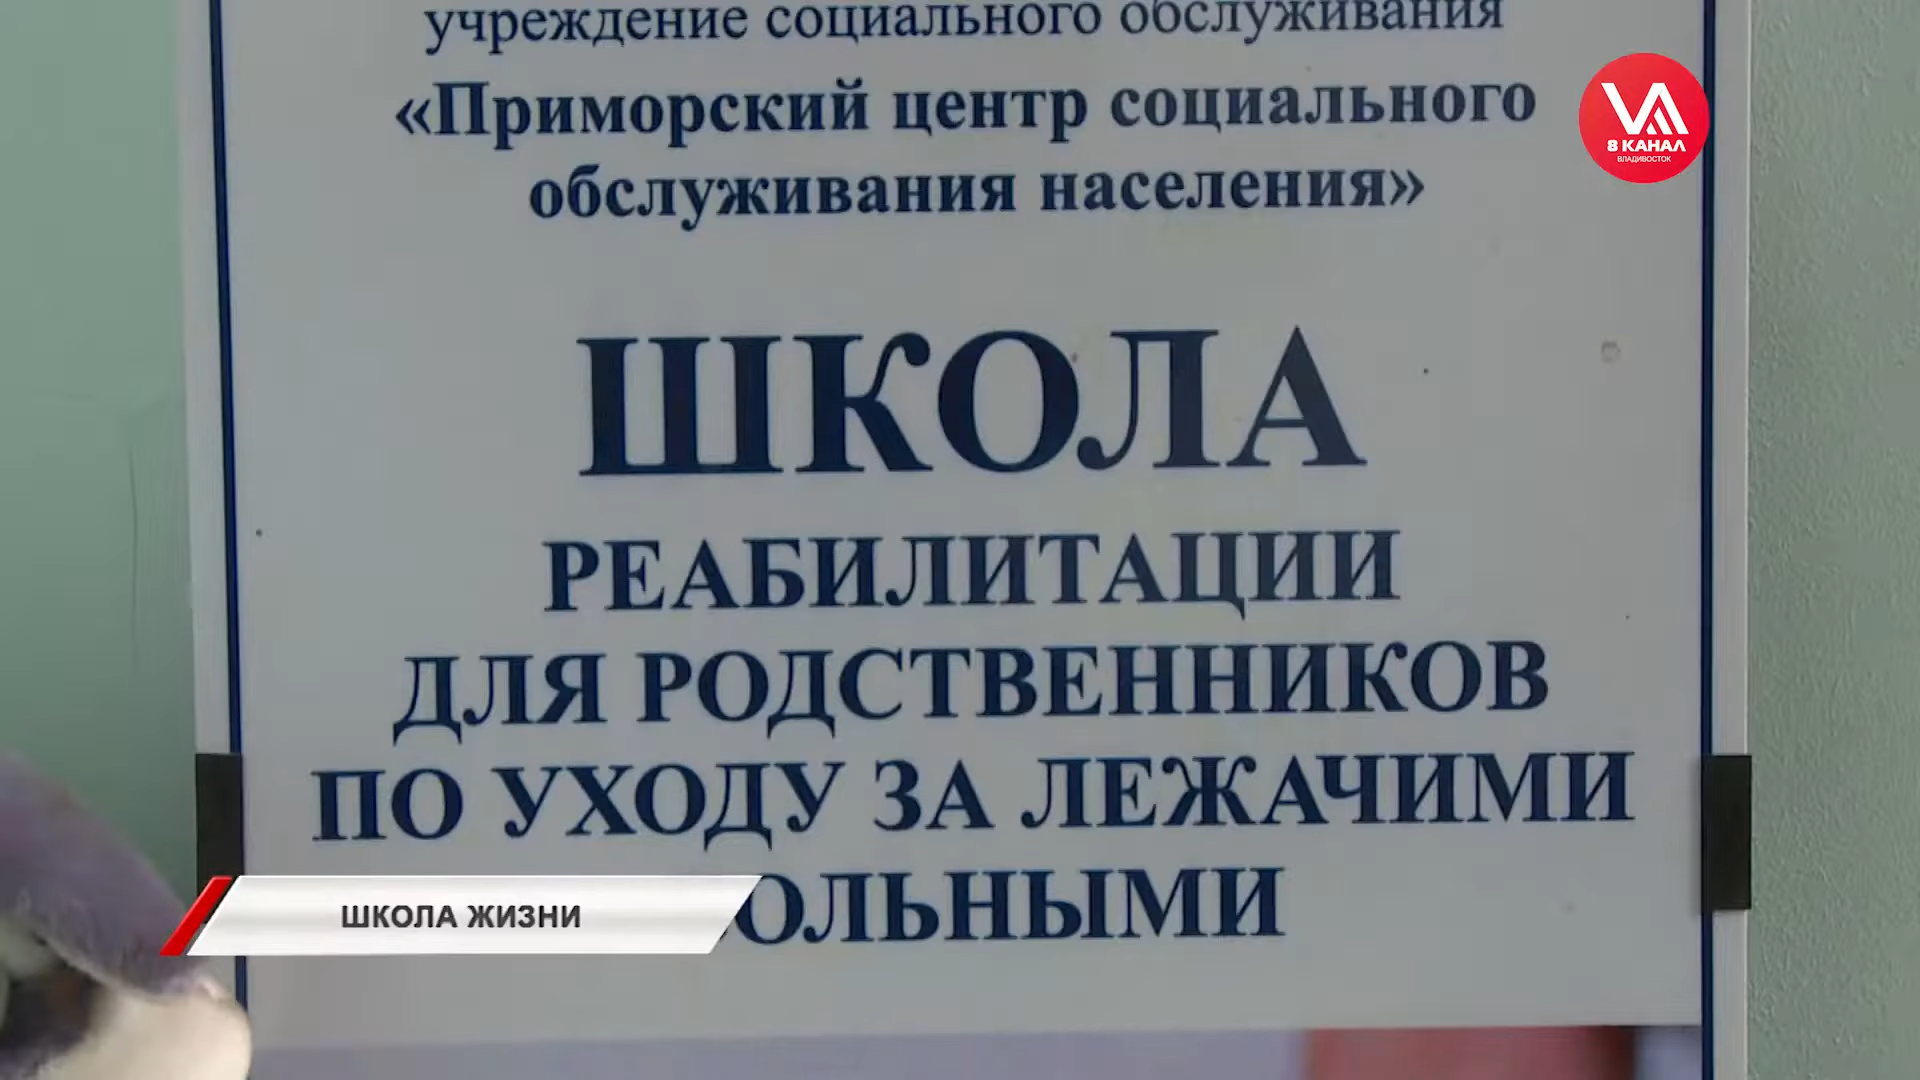 учреждение социального обслуживания
«Приморский центр социального
обслуживания населения»
8 КАНАЛ
ВЛАДИВОСТОК
ШКОЛА
РЕАБИЛИТАЦИИ
ДЛЯ РОДСТВЕННИКОВ
ПО УХОДУ ЗА ЛЕЖАЧИМИ
ОЛЬНЫМИ
ШКОЛА ЖИЗНИ